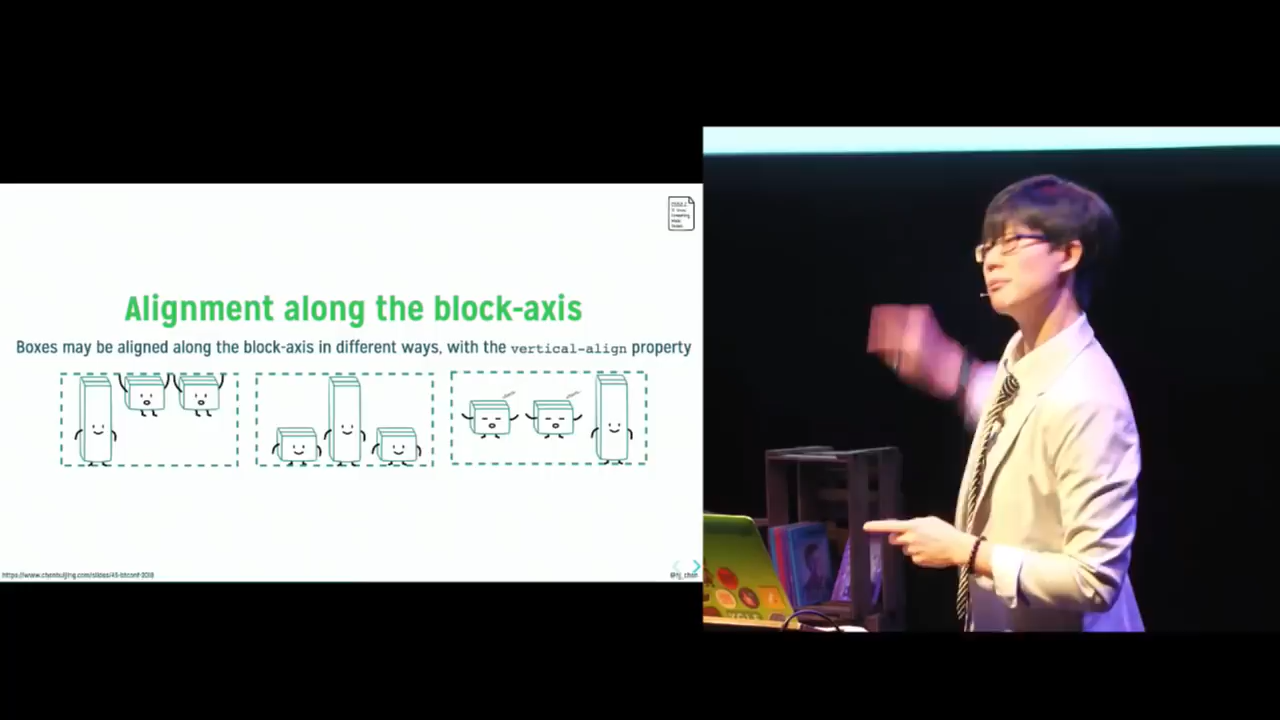 Alignment along the block-axis
Boxes may be aligned along the block-axis in different ways, with the vertical-align property
https://www.chenhuijing.com/slides/45-btconf-2018
@hj_chen